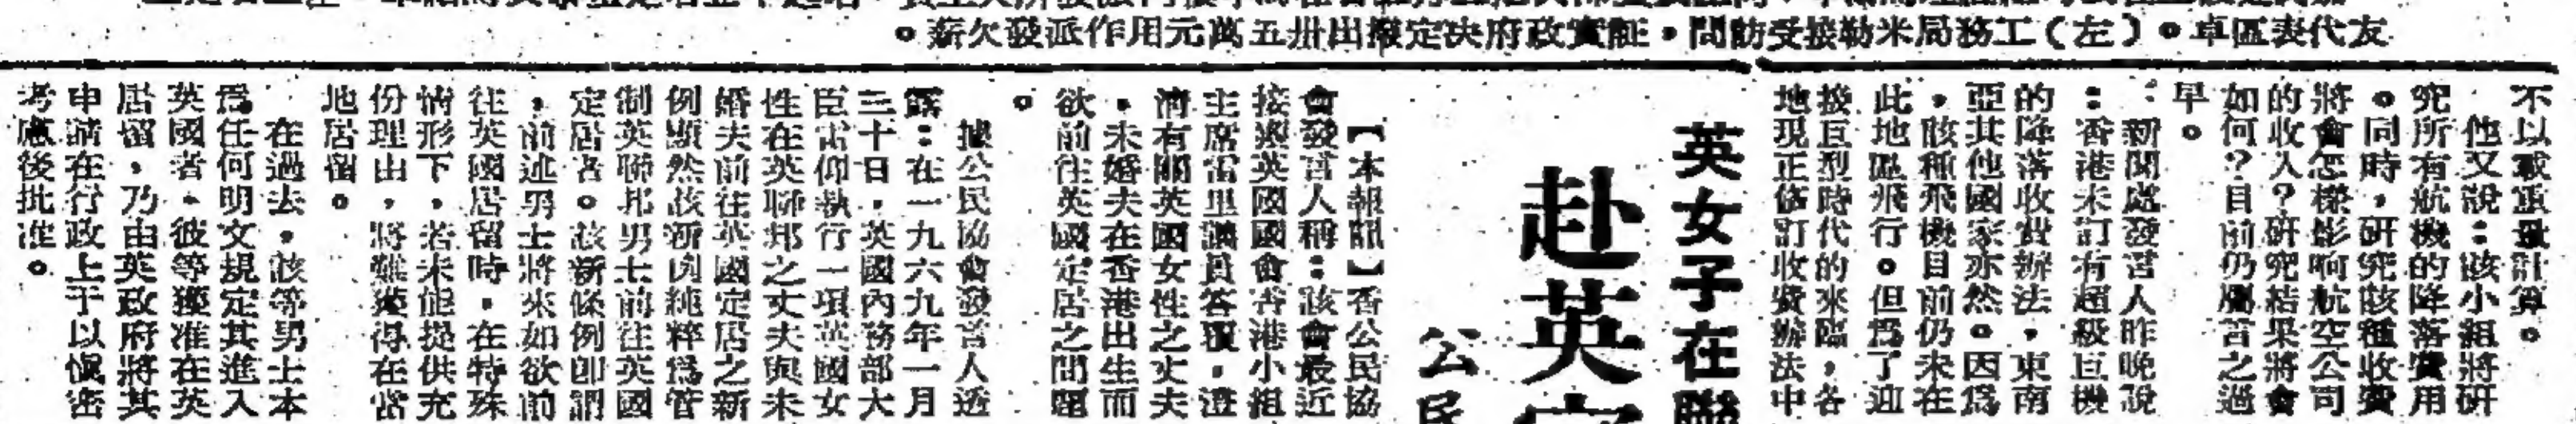 友代表區卓。(左)工務局米勒接受訪問,証實政府決定撥出卅五萬元用作派發欠薪。
不以載重量計算。
他又說:該小組將研
究所有航機的降落費用
。同時,研究該種收費
將會怎樣影响航空公司
的收入?研究結果將會
如何?目前仍屬言之過
早。
新聞處發言人昨晚說
:香港未訂有超級巨機
的降落收費辦法,東南
亞其他國家亦然。因爲
,該種飛機目前仍未在
此地區飛行。但爲了迎
接巨型時代的來臨,各
地現正修訂收費辦法中
英女子在聯
赴英
公民
【本報訊】香公民協
會發言人稱:該會最近
接獲英國國會香港小組
主席雷里議員答覆,澄
清有關英國女性之丈夫
,未婚夫在香港出生而
欲前往英國定居之問題
。
據公民協會發言人透
露:在一九六九年一月
三十日,英國內務部大
臣雷仰執行一項英國女
性在英聯邦之丈夫與未
婚夫前往英國定居之新
例顯然該新例純粹爲管
制英聯邦男士前往英國
定居者。該新條例即謂
,前述男士將來如欲前
往英國居留時,在特殊
情形下,若未能提供充
份理由,將難獲得在當
地居留。
在過去,該等男士本
爲任何明文規定其進入
英國者,彼等獲准在英
居留,乃由英政府將其
申請在行政上予以愼密
考慮後批准。